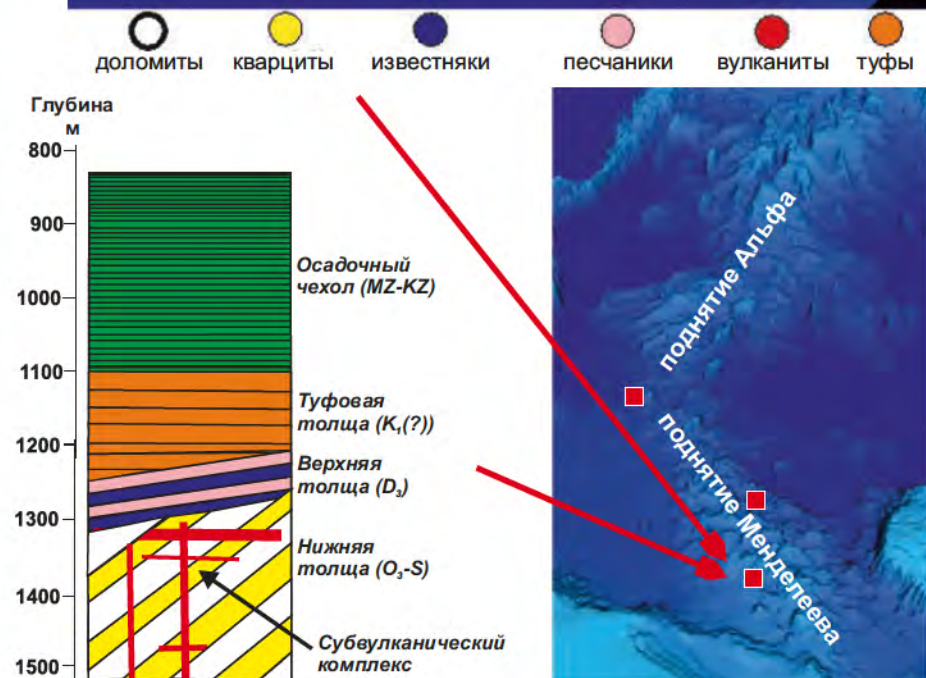 доломиты кварциты известняки песчаники вулканиты туфы
Глубина
м
800
900
1000
1100
1200
1300
1400
1500
Осадочный
чехол (MZ-KZ)
Туфовая
толща (K₁(?))
Верхняя
толща (D₃)
Нижняя
толща (O₃-S)
Субвулканический
комплекс
поднятие Альфа
поднятие Менделеева